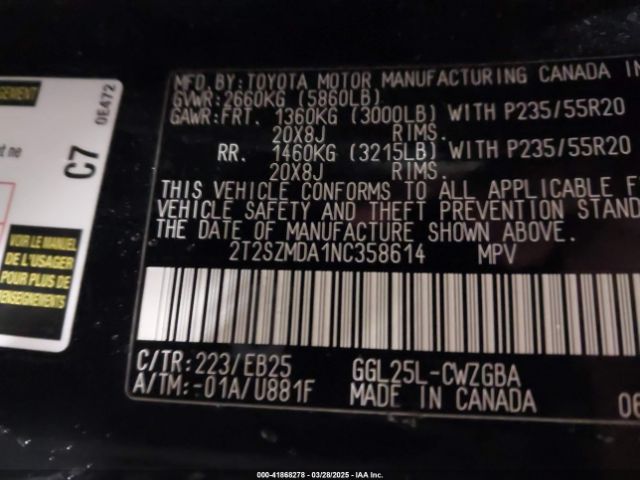 MFD. BY: TOYOTA MOTOR MANUFACTURING CANADA IN
GVWR: 2660KG (5860LB)
GAWR: FRT. 1360KG (3000LB) WITH P235/55R20
20X8J RIMS.
RR. 1460KG (3215LB) WITH P235/55R20
20X8J RIMS.
THIS VEHICLE CONFORMS TO ALL APPLICABLE F
VEHICLE SAFETY AND THEFT PREVENTION STAND
THE DATE OF MANUFACTURE SHOWN ABOVE.
2T2SZMDA1NC358614 MPV
C/TR: 223/EB25 GGL25L-CWZGBA
A/TM: -01A/U881F MADE IN CANADA 06
0E472
C7
nt ne
VOIR LE MANUEL
DE L'USAGER
POUR PLUS DE
RENSEIGNEMENTS
000-41868278 | 03/28/2025 | IAA Inc.